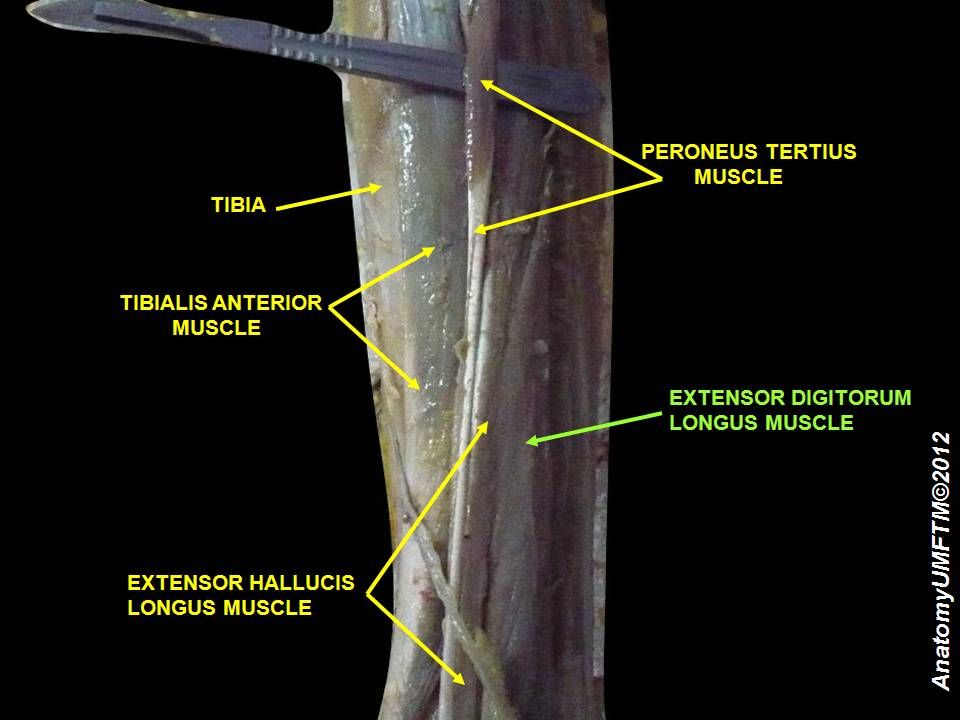 PERONEUS TERTIUS
MUSCLE
TIBIA
TIBIALIS ANTERIOR
MUSCLE
EXTENSOR DIGITORUM
LONGUS MUSCLE
EXTENSOR HALLUCIS
LONGUS MUSCLE
AnatomyUMFTM©2012